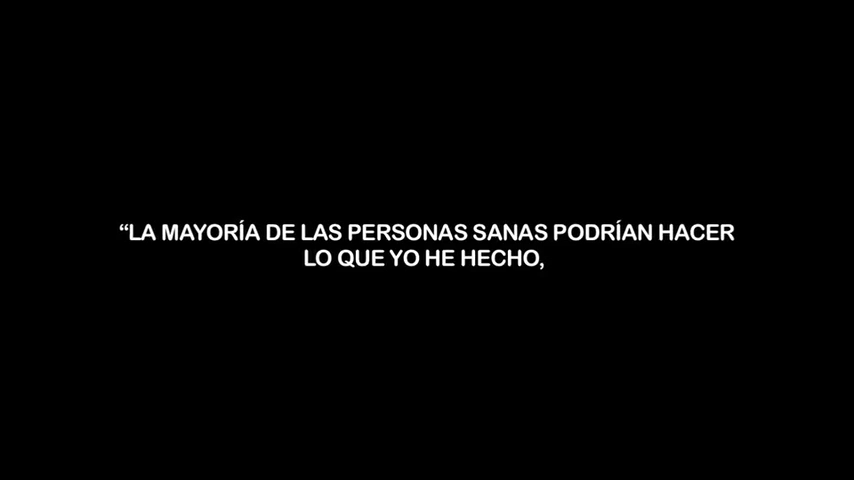 “LA MAYORÍA DE LAS PERSONAS SANAS PODRÍAN HACER
LO QUE YO HE HECHO,